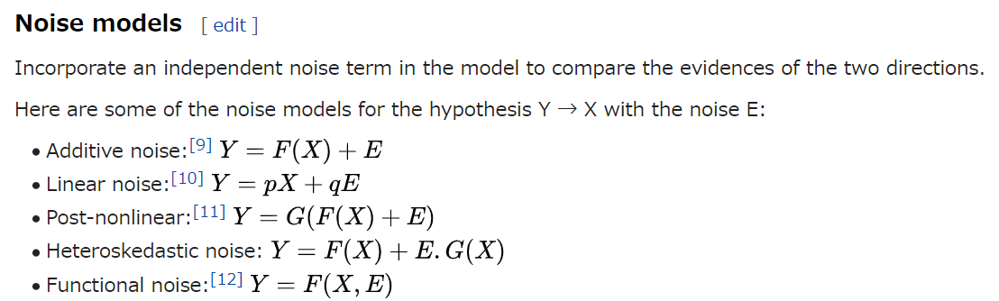 Noise models [ edit ]
Incorporate an independent noise term in the model to compare the evidences of the two directions.
Here are some of the noise models for the hypothesis Y → X with the noise E:
• Additive noise:[9] Y = F(X) + E
• Linear noise:[10] Y = pX + qE
• Post-nonlinear:[11] Y = G(F(X) + E)
• Heteroskedastic noise: Y = F(X) + E.G(X)
• Functional noise:[12] Y = F(X, E)